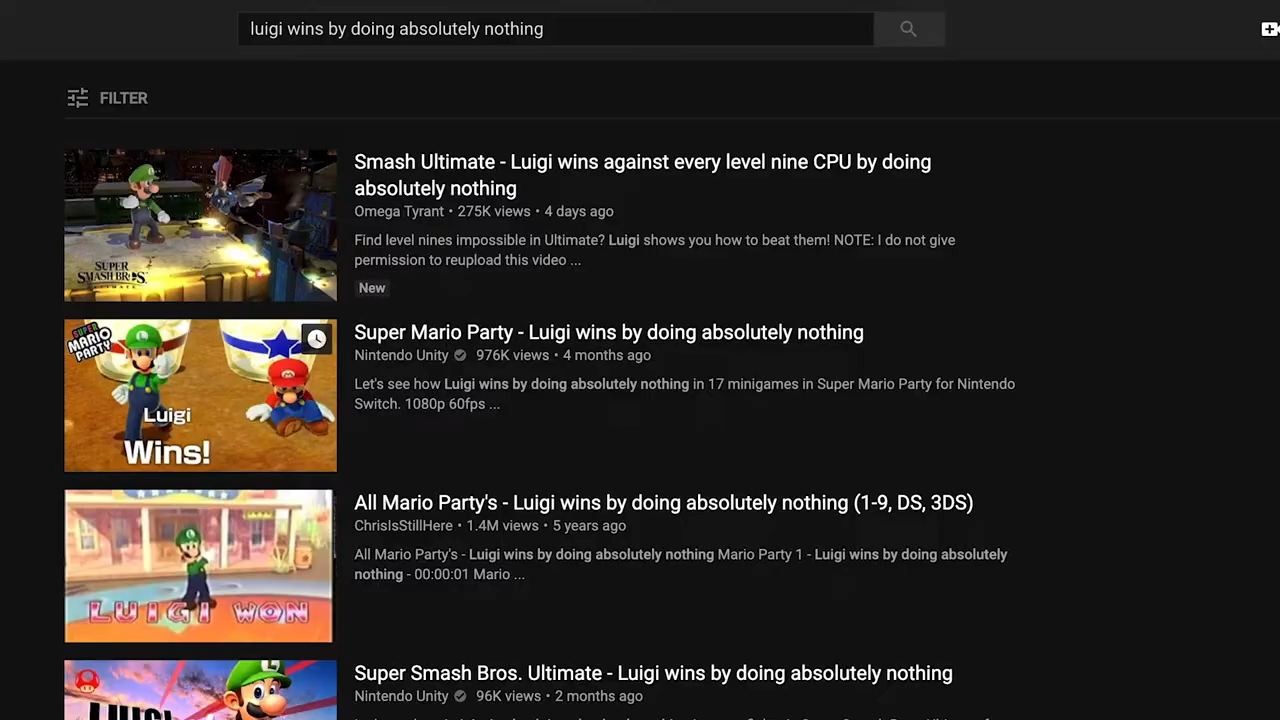 luigi wins by doing absolutely nothing
FILTER
SUPER
SMASH BROS.
ULTIMATE
Smash Ultimate - Luigi wins against every level nine CPU by doing
absolutely nothing
Omega Tyrant • 275K views • 4 days ago
Find level nines impossible in Ultimate? Luigi shows you how to beat them! NOTE: I do not give
permission to reupload this video ...
New
SUPER
MARIO
PARTY
Luigi
Wins!
Super Mario Party - Luigi wins by doing absolutely nothing
Nintendo Unity 976K views • 4 months ago
Let's see how Luigi wins by doing absolutely nothing in 17 minigames in Super Mario Party for Nintendo
Switch. 1080p 60fps ...
LUIGI WON
All Mario Party's - Luigi wins by doing absolutely nothing (1-9, DS, 3DS)
ChrisIsStillHere • 1.4M views • 5 years ago
All Mario Party's - Luigi wins by doing absolutely nothing Mario Party 1 - Luigi wins by doing absolutely
nothing - 00:00:01 Mario ...
LUIGI
Super Smash Bros. Ultimate - Luigi wins by doing absolutely nothing
Nintendo Unity 96K views • 2 months ago